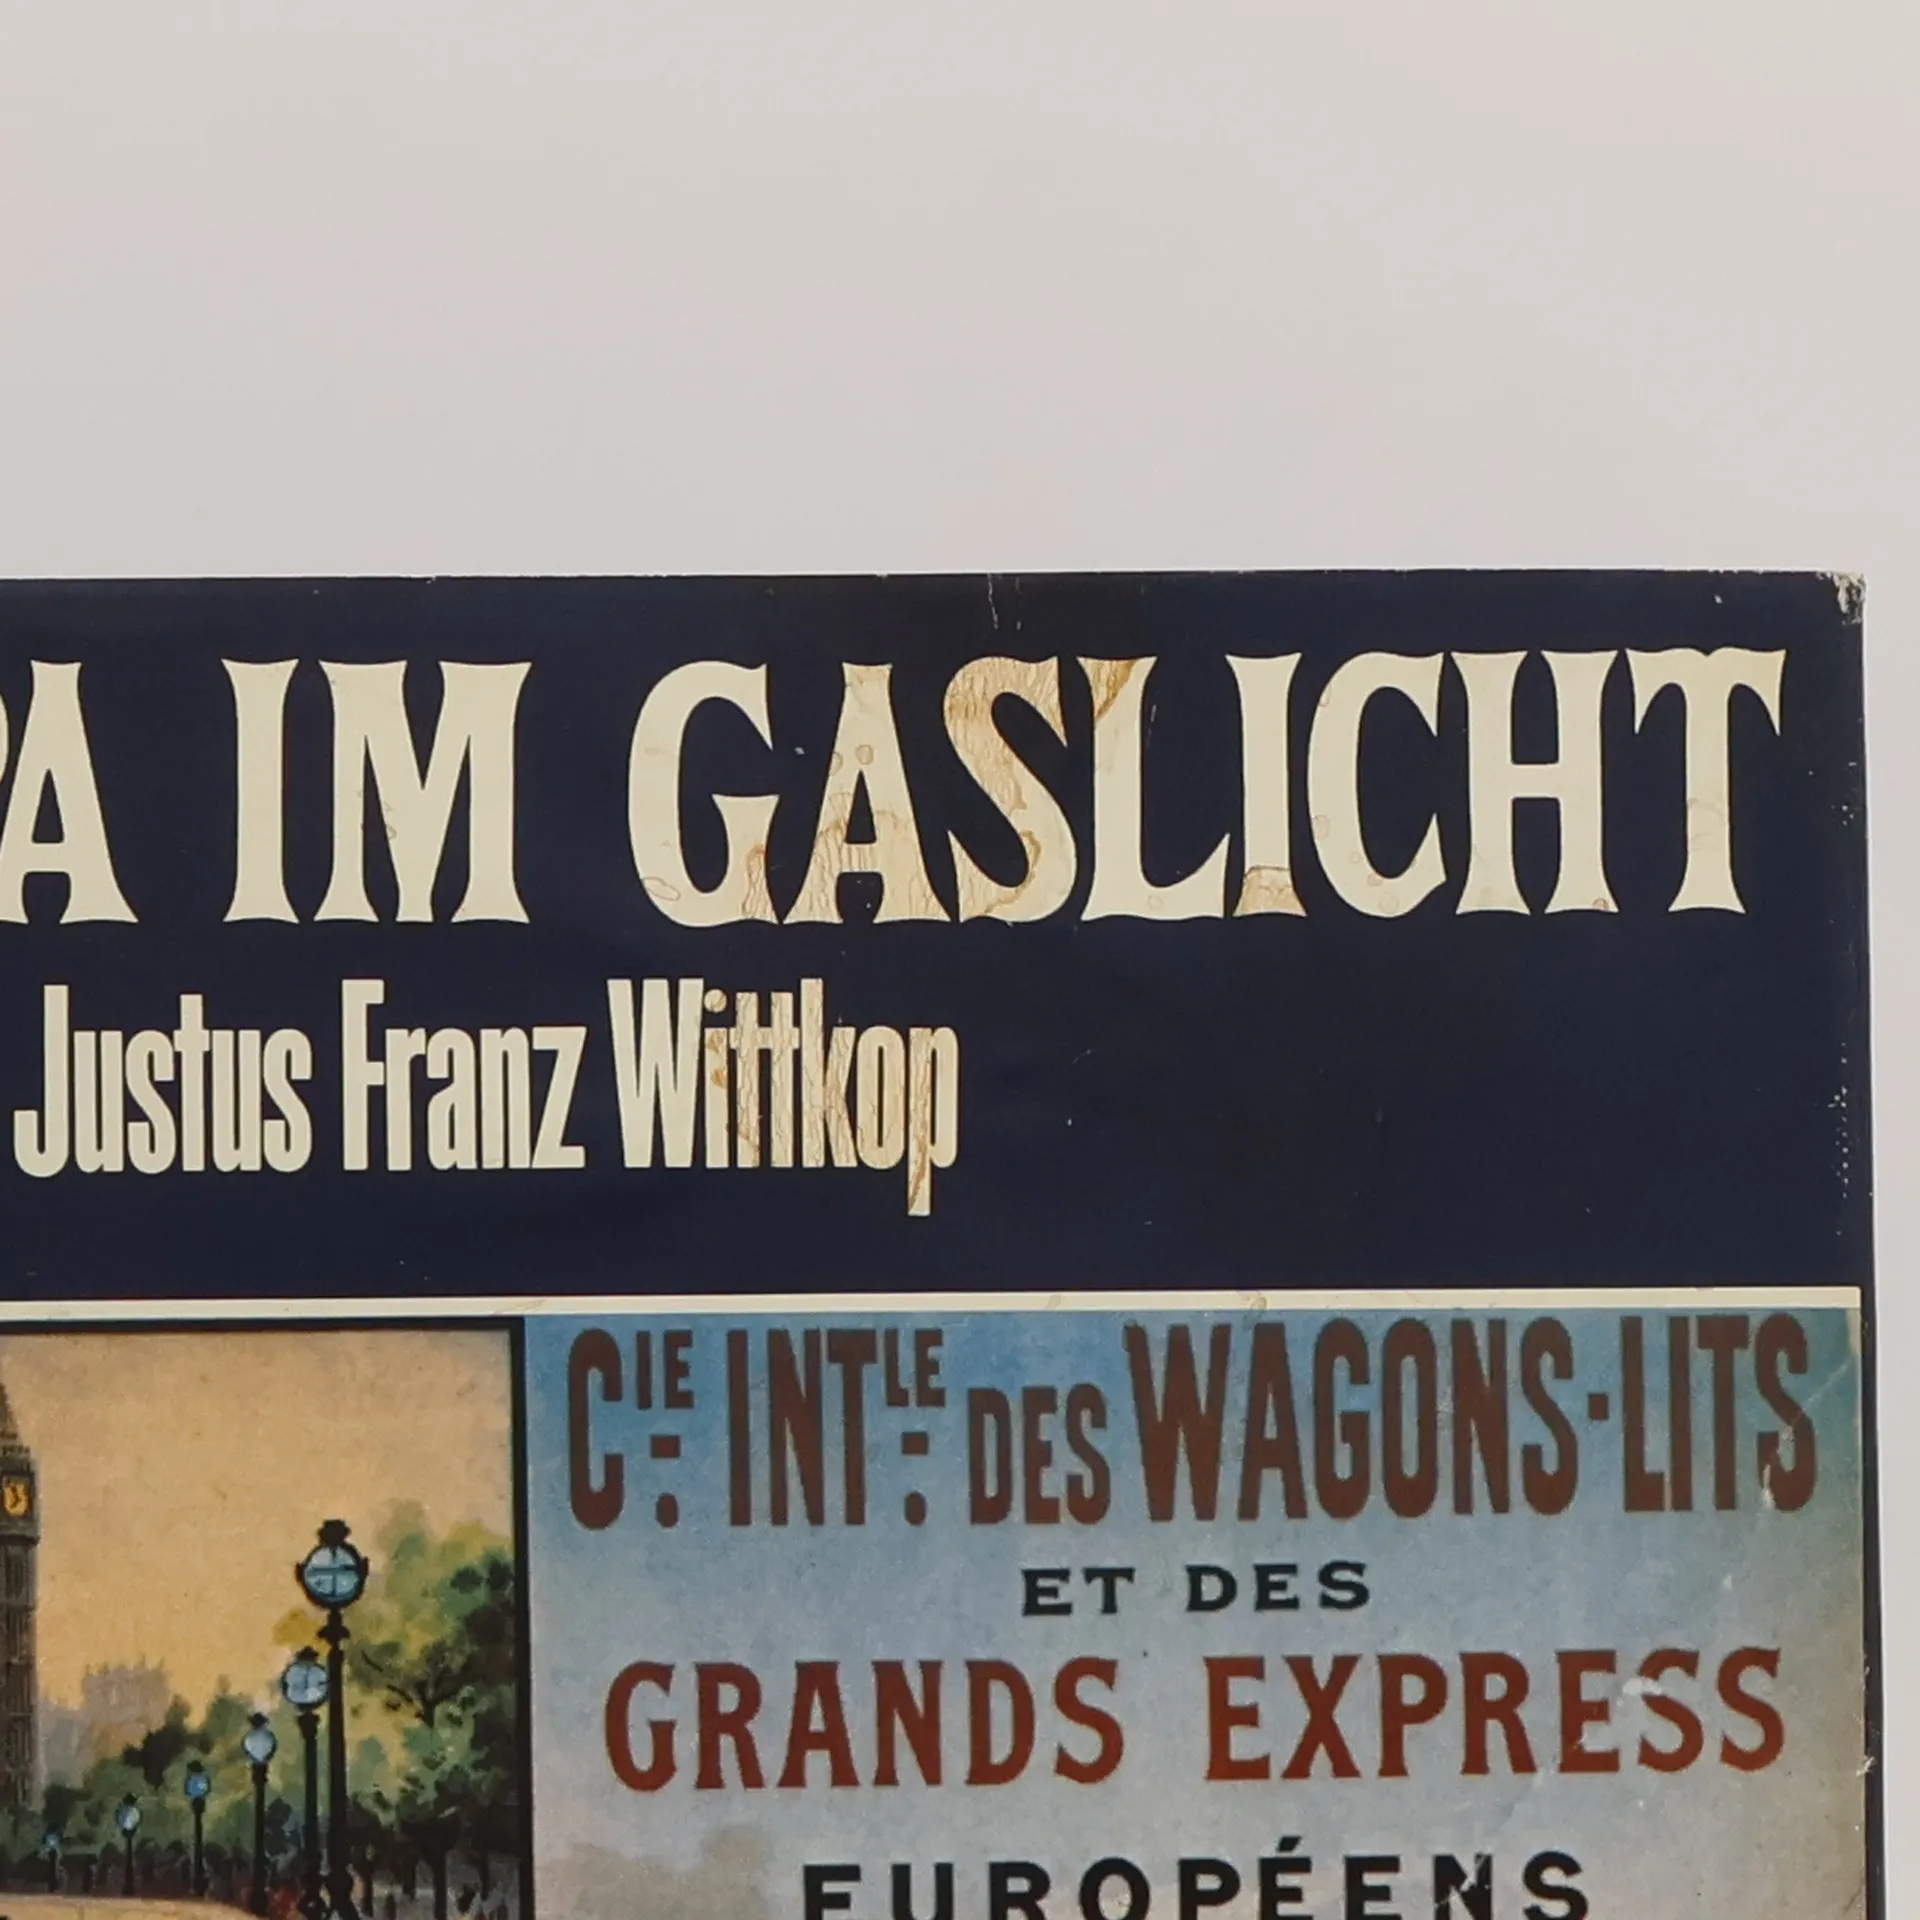 PA IM GASLICHT
Justus Franz Wittkop
CIE INTLE DES WAGONS-LITS
ET DES
GRANDS EXPRESS
EUROPÉENS